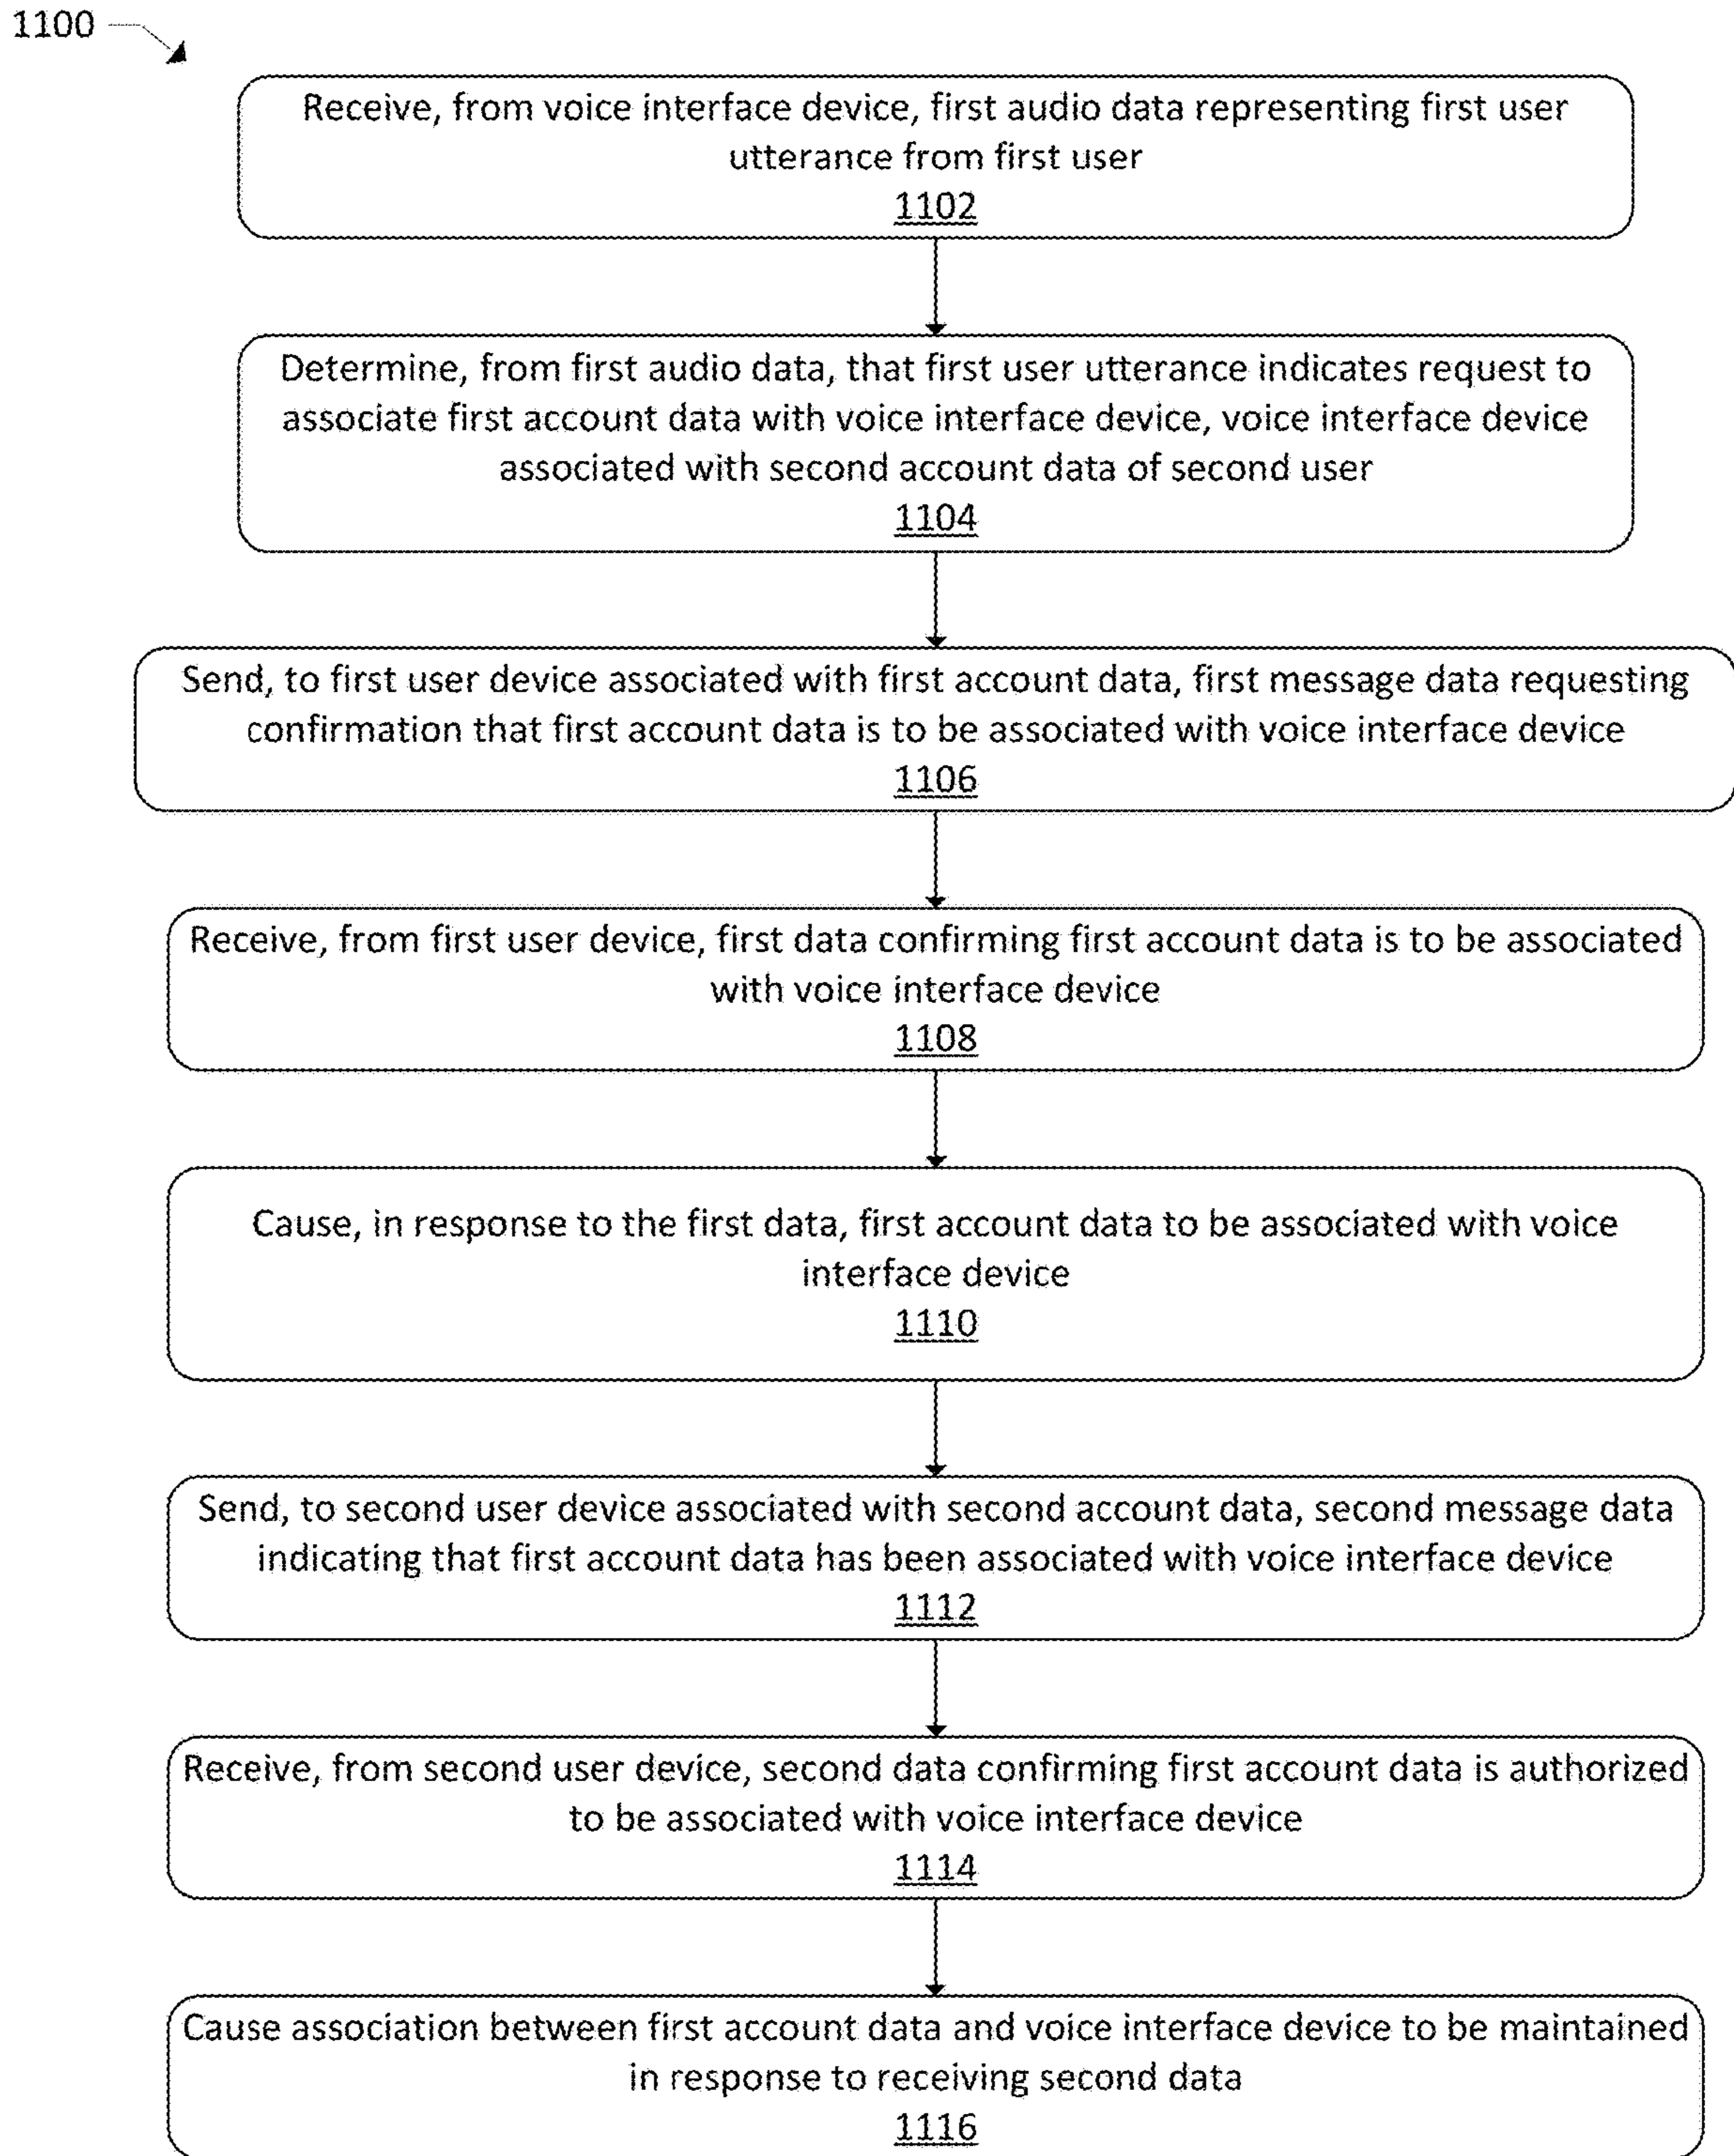 1100
Receive, from voice interface device, first audio data representing first user
utterance from first user
1102
Determine, from first audio data, that first user utterance indicates request to
associate first account data with voice interface device, voice interface device
associated with second account data of second user
1104
Send, to first user device associated with first account data, first message data requesting
confirmation that first account data is to be associated with voice interface device
1106
Receive, from first user device, first data confirming first account data is to be associated
with voice interface device
1108
Cause, in response to the first data, first account data to be associated with voice
interface device
1110
Send, to second user device associated with second account data, second message data
indicating that first account data has been associated with voice interface device
1112
Receive, from second user device, second data confirming first account data is authorized
to be associated with voice interface device
1114
Cause association between first account data and voice interface device to be maintained
in response to receiving second data
1116